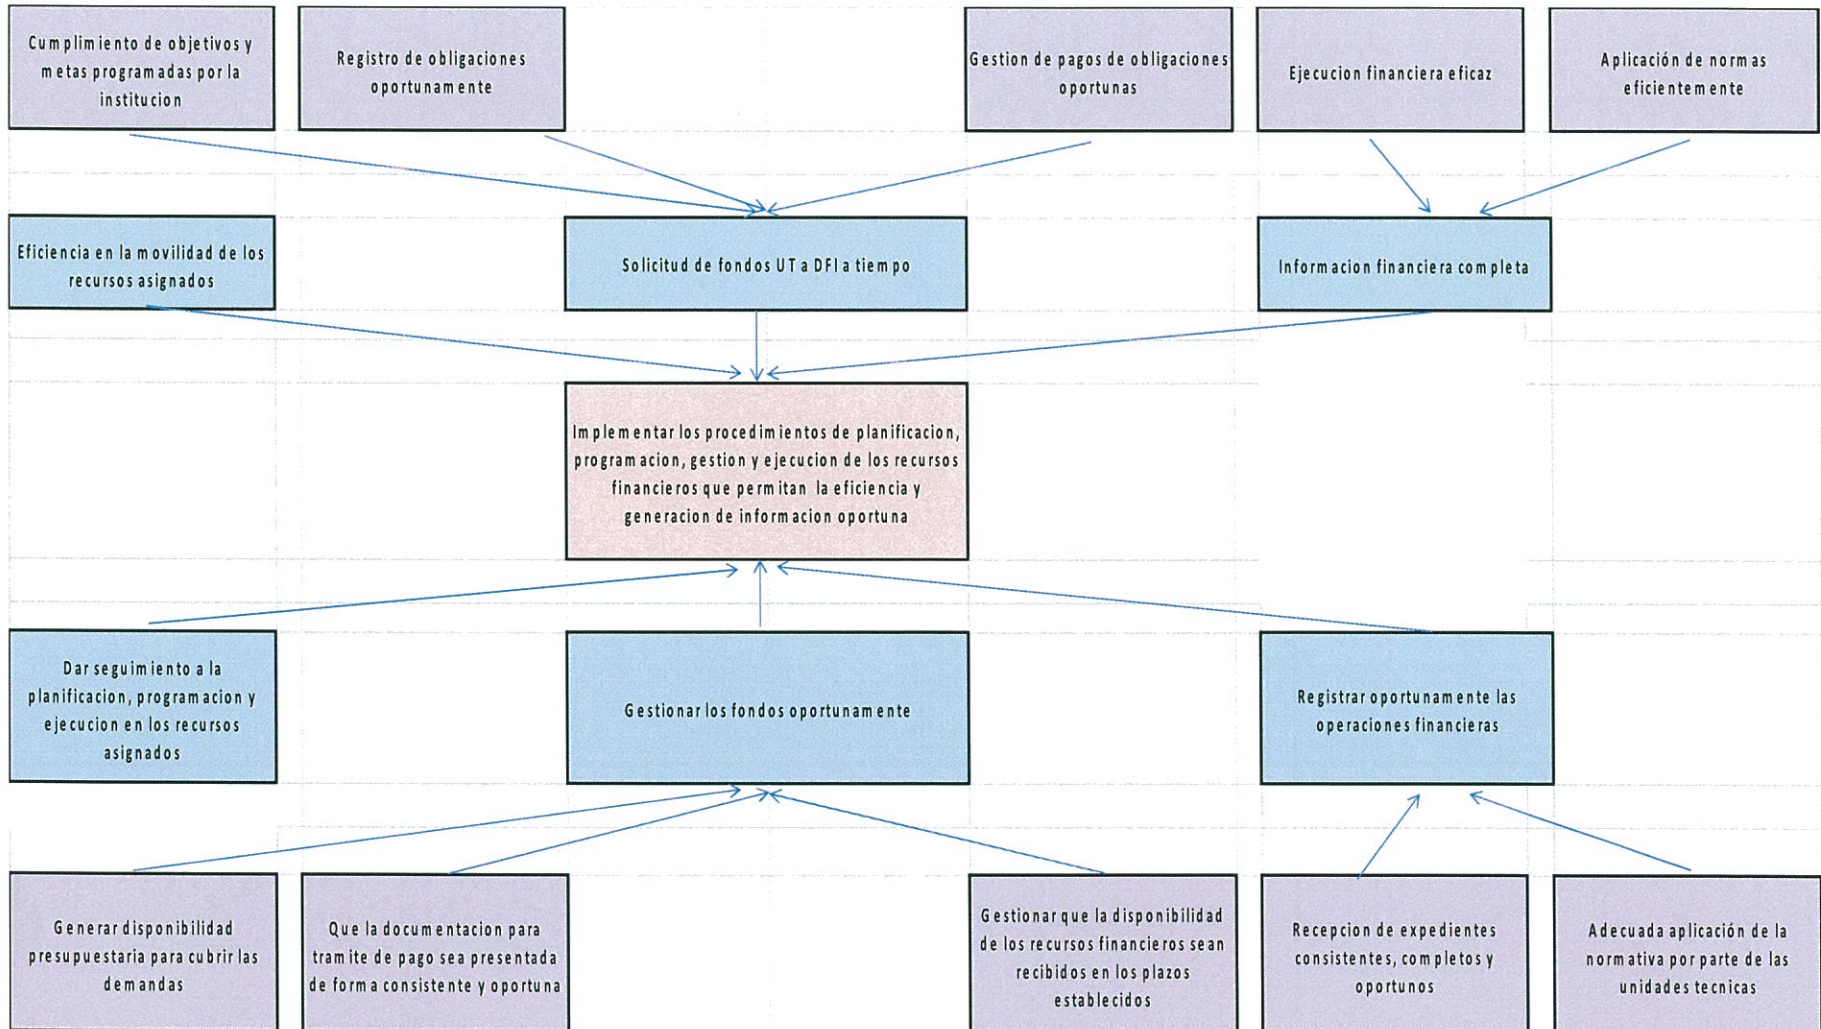 Cumplimiento de objetivos y
metas programadas por la
institucion
Registro de obligaciones
oportunamente
Gestion de pagos de obligaciones
oportunas
Ejecucion financiera eficaz
Aplicación de normas
eficientemente
Eficiencia en la movilidad de los
recursos asignados
Solicitud de fondos UT a DFI a tiempo
Informacion financiera completa
Implementar los procedimientos de planificacion,
programacion, gestion y ejecucion de los recursos
financieros que permitan la eficiencia y
generacion de informacion oportuna
Dar seguimiento a la
planificacion, programacion y
ejecucion en los recursos
asignados
Gestionar los fondos oportunamente
Registrar oportunamente las
operaciones financieras
Generar disponibilidad
presupuestaria para cubrir las
demandas
Que la documentacion para
tramite de pago sea presentada
de forma consistente y oportuna
Gestionar que la disponibilidad
de los recursos financieros sean
recibidos en los plazos
establecidos
Recepcion de expedientes
consistentes, completos y
oportunos
Adecuada aplicación de la
normativa por parte de las
unidades tecnicas